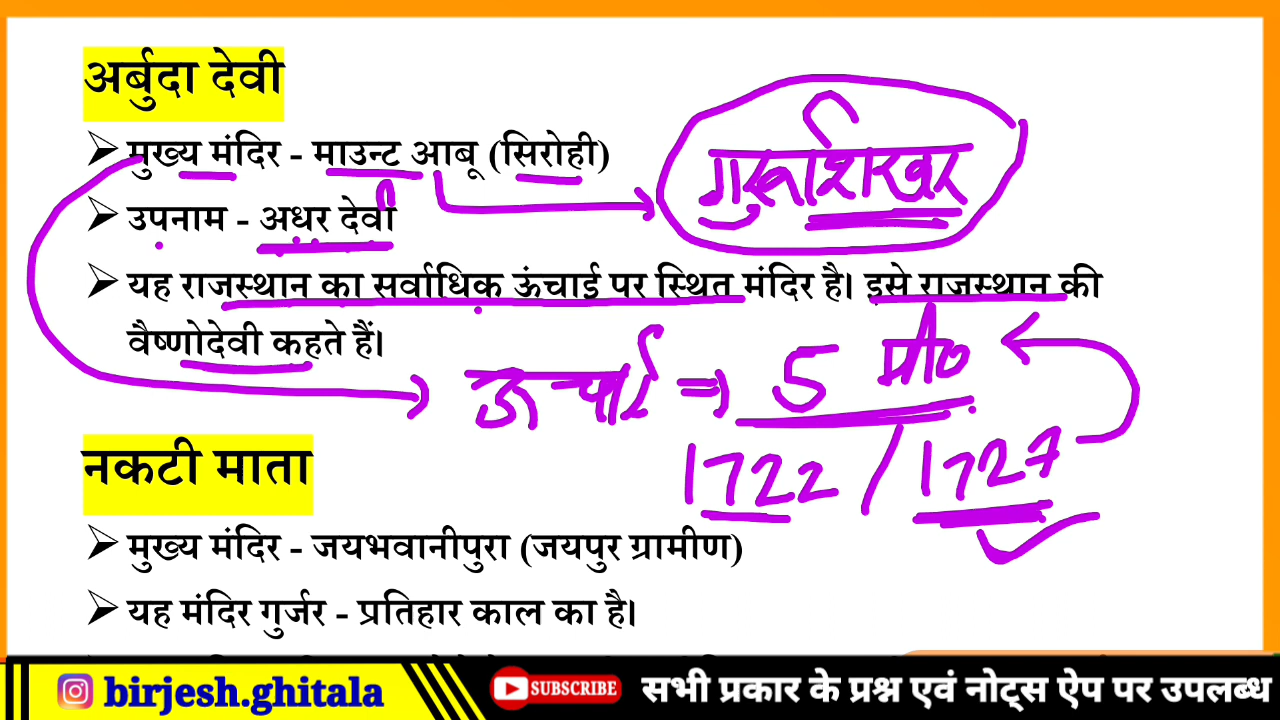 अर्बुदा देवी
मुख्य मंदिर - माउन्ट आबू (सिरोही)
गुरूशिखर
उपनाम - अधर देवी
यह राजस्थान का सर्वाधिक ऊंचाई पर स्थित मंदिर है। इसे राजस्थान की
वैष्णोदेवी कहते हैं।
ऊंचाई => 5 मी०
1722 / 1727
नकटी माता
मुख्य मंदिर - जयभवानीपुरा (जयपुर ग्रामीण)
यह मंदिर गुर्जर - प्रतिहार काल का है।
birjesh.ghitala
SUBSCRIBE
सभी प्रकार के प्रश्न एवं नोट्स ऐप पर उपलब्ध